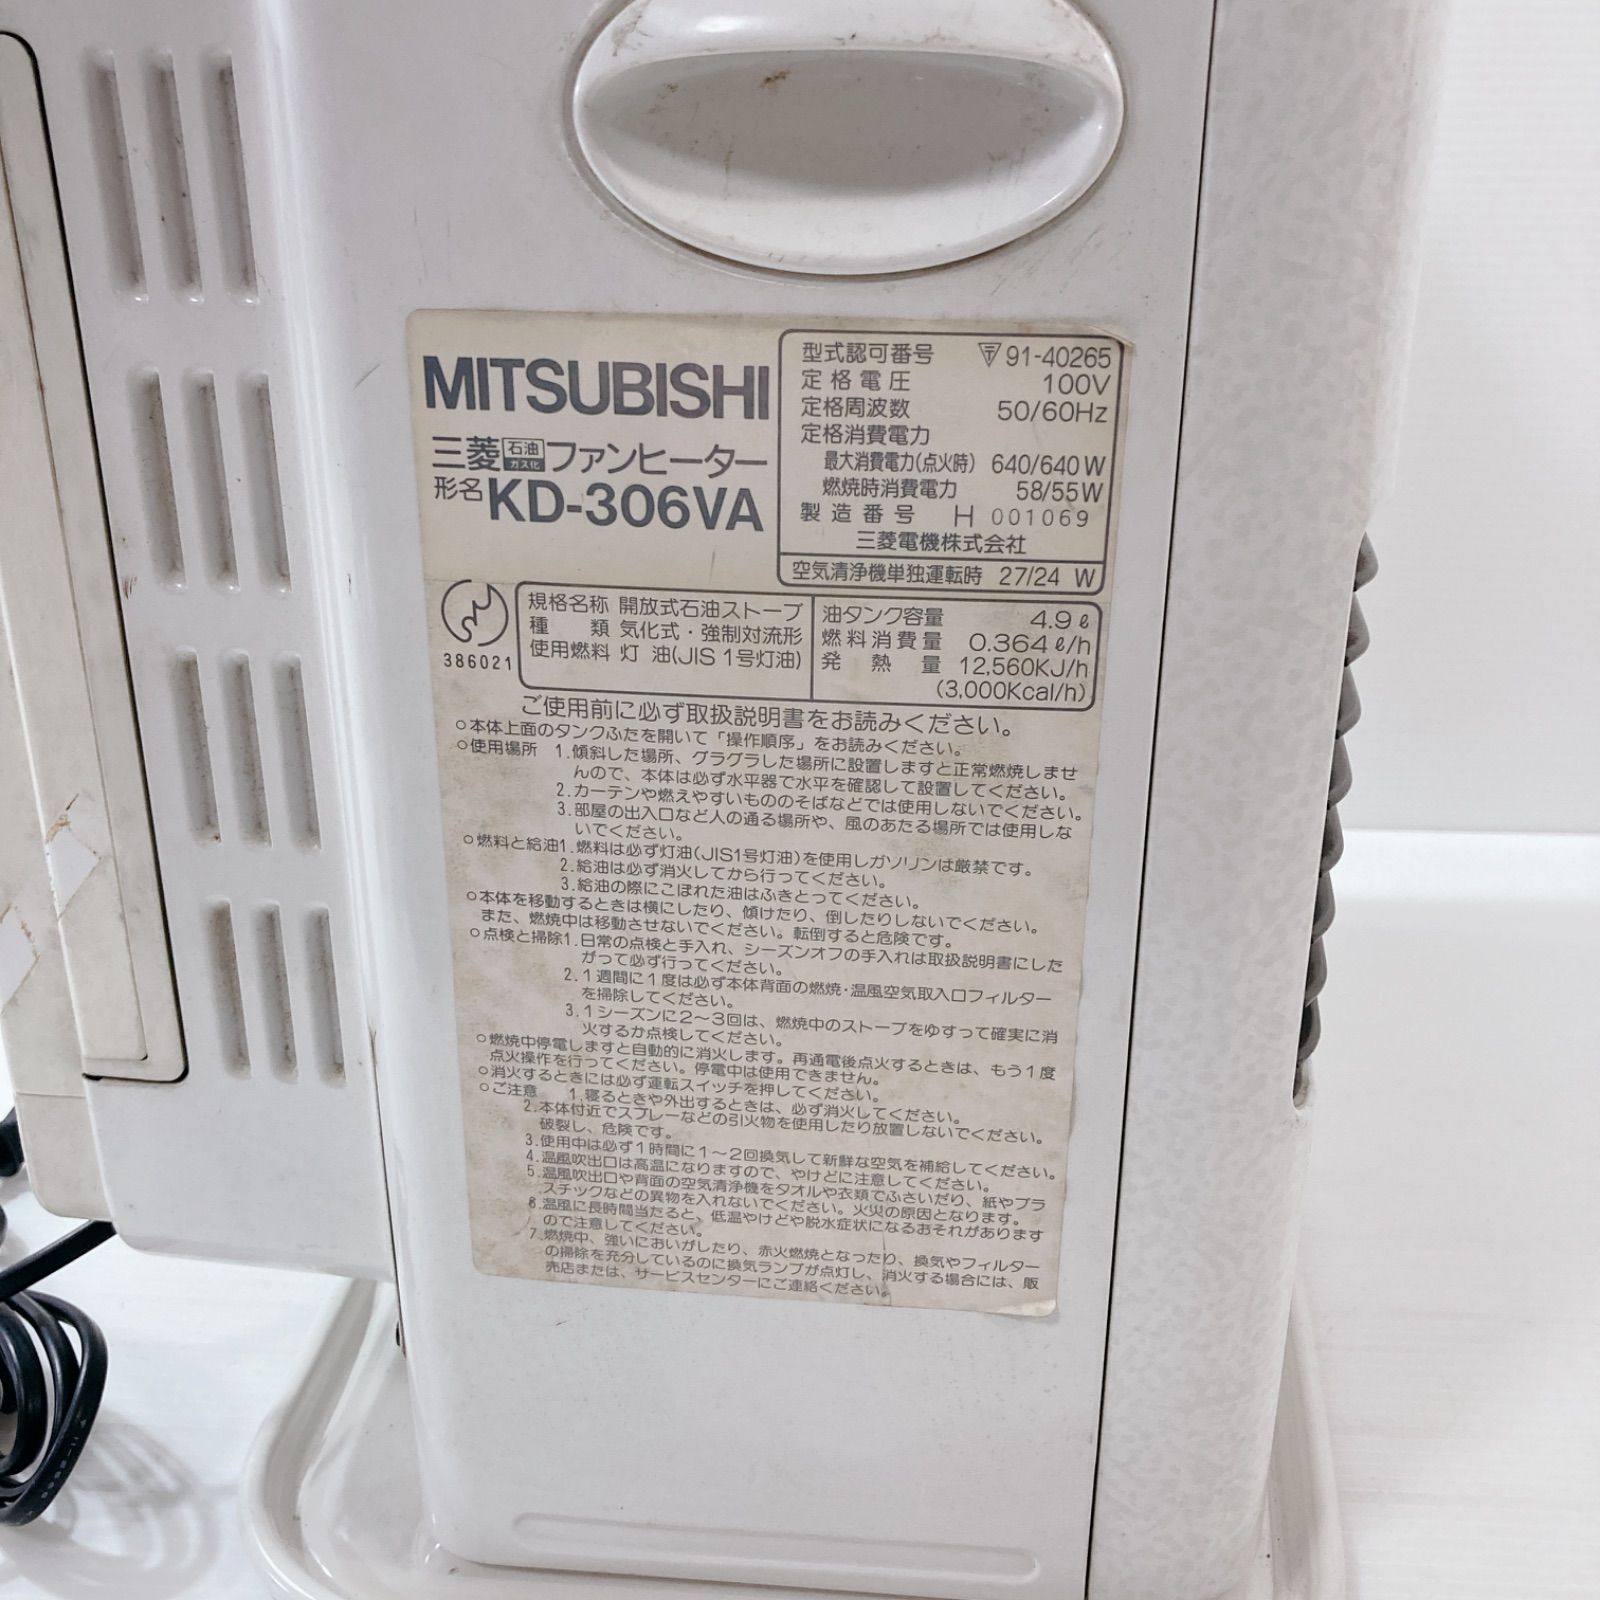 MITSUBISHI
三菱石油ガス化ファンヒーター
形名KD-306VA
型式認可番号 〒91-40265
定格電圧 100V
定格周波数 50/60Hz
定格消費電力
最大消費電力(点火時) 640/640W
燃焼時消費電力 58/55W
製造番号 H 001069
三菱電機株式会社
空気清浄機単独運転時 27/24 W
386021
規格名称 開放式石油ストーブ
種類 気化式・強制対流形
使用燃料 灯油(JIS 1号灯油)
油タンク容量 4.9ℓ
燃料消費量 0.364ℓ/h
発熱量 12,560KJ/h
(3,000Kcal/h)
ご使用前に必ず取扱説明書をお読みください。
○本体上面のタンクふたを開いて「操作順序」をお読みください。
○使用場所 1.傾斜した場所、グラグラした場所に設置しますと正常燃焼しませ
んので、本体は必ず水平器で水平を確認して設置してください。
2.カーテンや燃えやすいもののそばなどでは使用しないでください。
3.部屋の出入口など人の通る場所や、風のあたる場所では使用しな
いでください。
○燃料と給油1.燃料は必ず灯油(JIS1号灯油)を使用しガソリンは厳禁です。
2.給油は必ず消火してから行ってください。
3.給油の際にこぼれた油はふきとってください。
○本体を移動するときは横にしたり、傾けたり、倒したりしないでください。
また、燃焼中は移動させないでください。転倒すると危険です。
○点検と掃除1.日常の点検と手入れ、シーズンオフの手入れは取扱説明書にした
がって必ず行ってください。
2.1週間に1度は必ず本体背面の燃焼・温風空気取入口フィルター
を掃除してください。
3.1シーズンに2～3回は、燃焼中のストーブをゆすって確実に消
火するか点検してください。
○燃焼中停電しますと自動的に消火します。再通電後点火するときは、もう1度
点火操作を行ってください。停電中は使用できません。
○消火するときには必ず運転スイッチを押してください。
○ご注意 1.寝るときや外出するときは、必ず消火してください。
2.本体付近でスプレーなどの引火物を使用したり放置しないでください。
破裂し、危険です。
3.使用中は必ず1時間に1～2回換気して新鮮な空気を補給してください。
4.温風吹出口は高温になりますので、やけどに注意してください。
5.温風吹出口や背面の空気清浄機をタオルや衣類でふさいだり、紙やプラ
スチックなどの異物を入れないでください。火災の原因となります。
6.温風に長時間当たると、低温やけどや脱水症状になるおそれがあります
ので注意してください。
7.燃焼中、強いにおいがしたり、赤火燃焼となったり、換気やフィルター
の掃除を充分しているのに換気ランプが点灯し、消火する場合には、販
売店または、サービスセンターにご連絡ください。